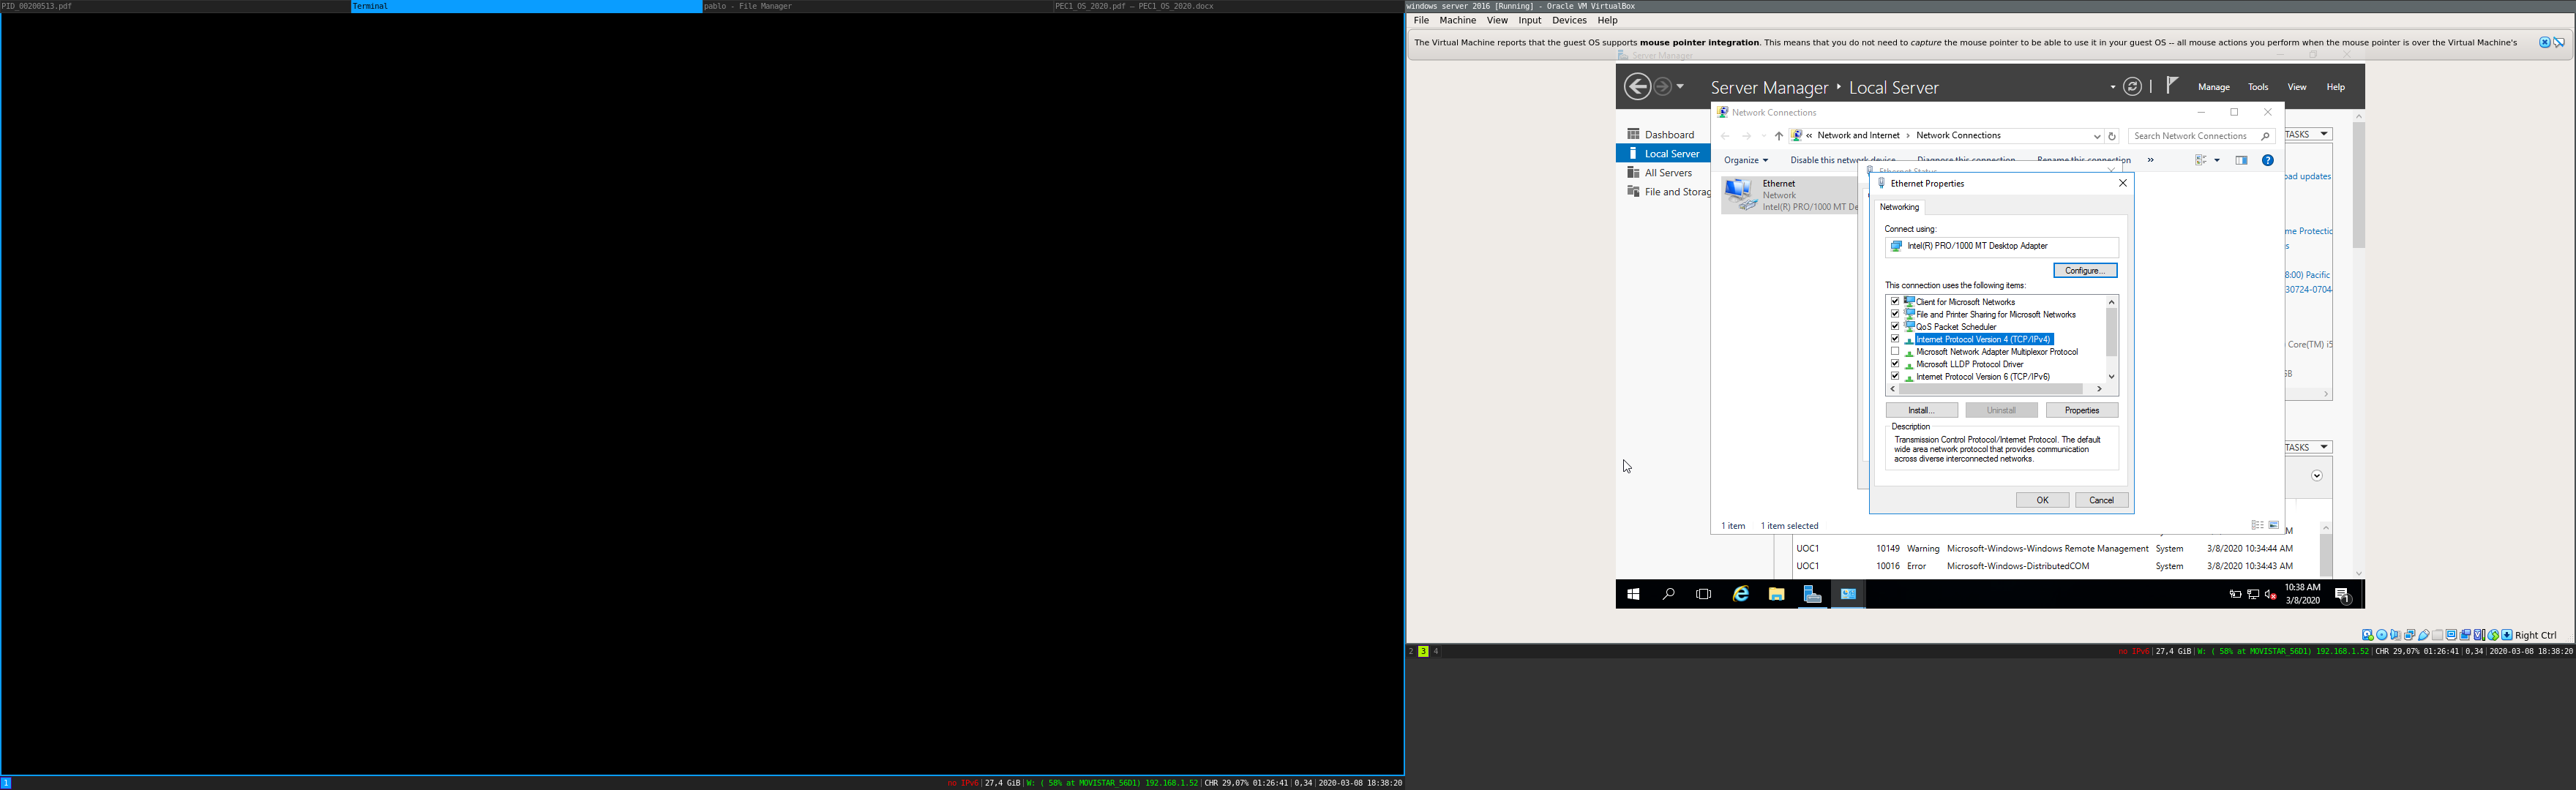 PID_00200513.pdf
Terminal
pablo - File Manager
PEC1_OS_2020.pdf — PEC1_OS_2020.docx
windows server 2016 [Running] - Oracle VM VirtualBox
File Machine View Input Devices Help
The Virtual Machine reports that the guest OS supports mouse pointer integration. This means that you do not need to capture the mouse pointer to be able to use it in your guest OS -- all mouse actions you perform when the mouse pointer is over the Virtual Machine's
Server Manager
Server Manager Local Server
Manage Tools View Help
Dashboard
Local Server
All Servers
File and Storag
Network Connections
« Network and Internet › Network Connections
Search Network Connections
Organize
Disable this network device
Diagnose this connection
Rename this connection
»
Ethernet
Network
Intel(R) PRO/1000 MT De
Ethernet Status
Ethernet Properties
Networking
Connect using:
Intel(R) PRO/1000 MT Desktop Adapter
Configure...
This connection uses the following items:
Client for Microsoft Networks
File and Printer Sharing for Microsoft Networks
QoS Packet Scheduler
Internet Protocol Version 4 (TCP/IPv4)
Microsoft Network Adapter Multiplexor Protocol
Microsoft LLDP Protocol Driver
Internet Protocol Version 6 (TCP/IPv6)
Install... Uninstall Properties
Description
Transmission Control Protocol/Internet Protocol. The default
wide area network protocol that provides communication
across diverse interconnected networks.
OK Cancel
1 item 1 item selected
TASKS
oad updates
me Protectic
s
8:00) Pacific
30724-0704
Core(TM) i5
GB
TASKS
M
UOC1 10149 Warning Microsoft-Windows-Windows Remote Management System 3/8/2020 10:34:44 AM
UOC1 10016 Error Microsoft-Windows-DistributedCOM System 3/8/2020 10:34:43 AM
10:38 AM
3/8/2020
1
Right Ctrl
2 3 4
no IPv6|27,4 GiB|W: ( 58% at MOVISTAR_56D1) 192.168.1.52|CHR 29,07% 01:26:41|0,34|2020-03-08 18:38:20
1
no IPv6|27,4 GiB|W: ( 58% at MOVISTAR_56D1) 192.168.1.52|CHR 29,07% 01:26:41|0,34|2020-03-08 18:38:20